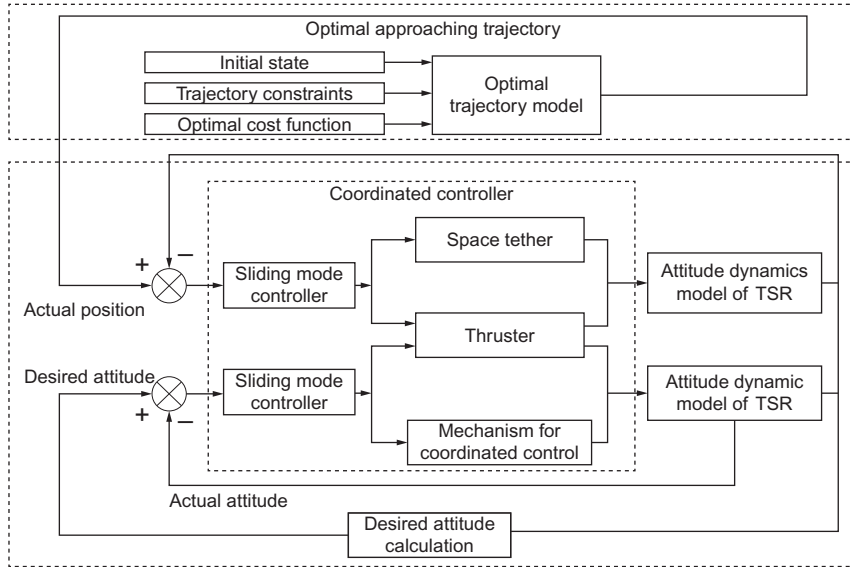 Optimal approaching trajectory
Initial state
Trajectory constraints
Optimal cost function
Optimal
trajectory model
Coordinated controller
Space tether
Sliding mode
controller
Attitude dynamics
model of TSR
+
−
Actual position
Thruster
Desired attitude
Sliding mode
controller
Attitude dynamic
model of TSR
+
−
Mechanism for
coordinated control
Actual attitude
Desired attitude
calculation